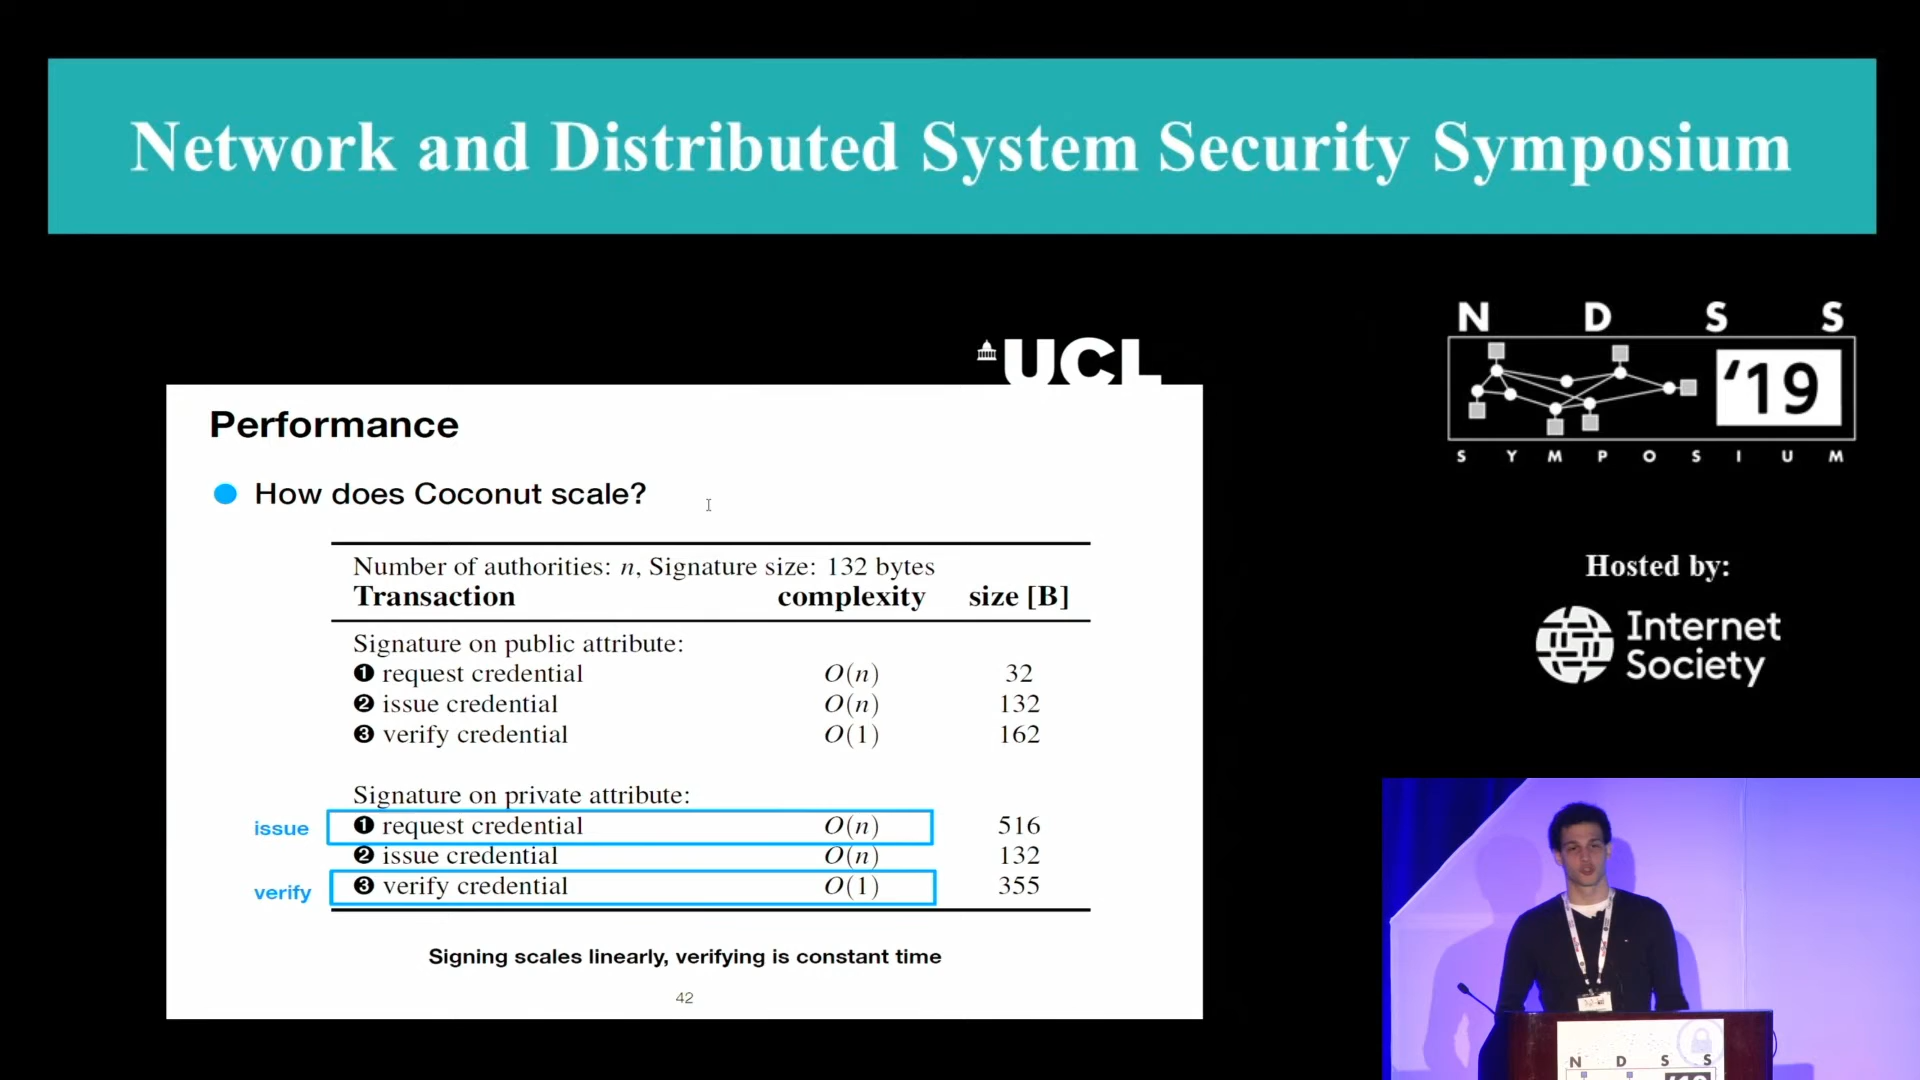 Network and Distributed System Security Symposium
N D S S
'19
S Y M P O S I U M
UCL
Performance
How does Coconut scale?
Number of authorities: n, Signature size: 132 bytes
Transaction complexity size [B]
Signature on public attribute:
❶ request credential O(n) 32
❷ issue credential O(n) 132
❸ verify credential O(1) 162
Signature on private attribute:
issue ❶ request credential O(n) 516
❷ issue credential O(n) 132
verify ❸ verify credential O(1) 355
Signing scales linearly, verifying is constant time
42
Hosted by:
Internet
Society
N D S S